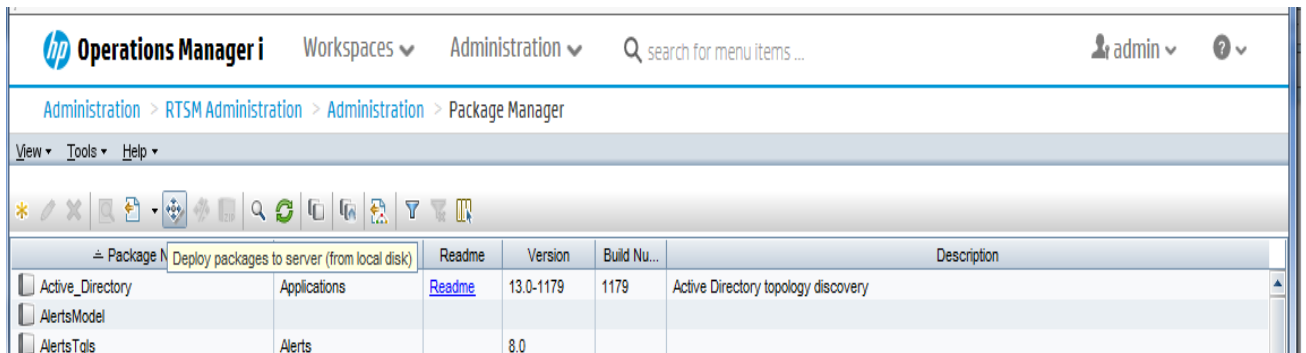 hp Operations Manager i Workspaces Administration search for menu items ... admin ?
Administration > RTSM Administration > Administration > Package Manager
View Tools Help
Package N Deploy packages to server (from local disk) Readme Version Build Nu... Description
Active_Directory Applications Readme 13.0-1179 1179 Active Directory topology discovery
AlertsModel
AlertsTqls Alerts 8.0